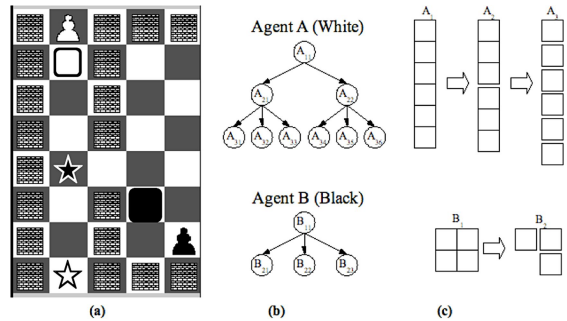 Agent A (White)
A11
A21 A22
A31 A32 A33 A34 A35 A36
Agent B (Black)
B11
B21 B22 B23
A1 A2 A3
B1 B2
(a) (b) (c)